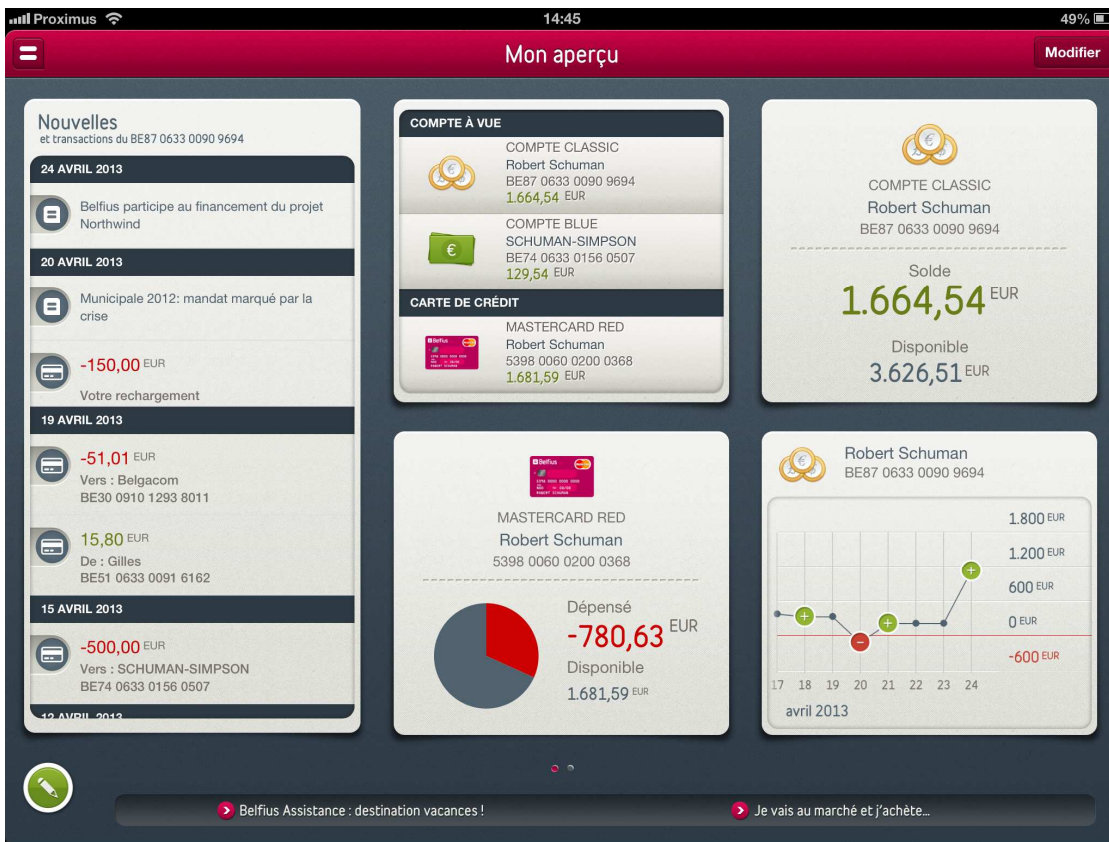 Proximus
14:45
49%
Mon aperçu
Modifier
Nouvelles
et transactions du BE87 0633 0090 9694
24 AVRIL 2013
Belfius participe au financement du projet
Northwind
20 AVRIL 2013
Municipale 2012: mandat marqué par la
crise
-150,00 EUR
Votre rechargement
19 AVRIL 2013
-51,01 EUR
Vers : Belgacom
BE30 0910 1293 8011
15,80 EUR
De : Gilles
BE51 0633 0091 6162
15 AVRIL 2013
-500,00 EUR
Vers : SCHUMAN-SIMPSON
BE74 0633 0156 0507
12 AVRIL 2013
COMPTE À VUE
COMPTE CLASSIC
Robert Schuman
BE87 0633 0090 9694
1.664,54 EUR
COMPTE BLUE
SCHUMAN-SIMPSON
BE74 0633 0156 0507
129,54 EUR
CARTE DE CRÉDIT
Belfius
MASTERCARD RED
Robert Schuman
5398 0060 0200 0368
1.681,59 EUR
COMPTE CLASSIC
Robert Schuman
BE87 0633 0090 9694
Solde
1.664,54 EUR
Disponible
3.626,51 EUR
Belfius
MASTERCARD RED
Robert Schuman
5398 0060 0200 0368
Dépensé
-780,63 EUR
Disponible
1.681,59 EUR
Robert Schuman
BE87 0633 0090 9694
1.800 EUR
1.200 EUR
600 EUR
0 EUR
-600 EUR
17 18 19 20 21 22 23 24
avril 2013
Belfius Assistance : destination vacances !
Je vais au marché et j'achète...